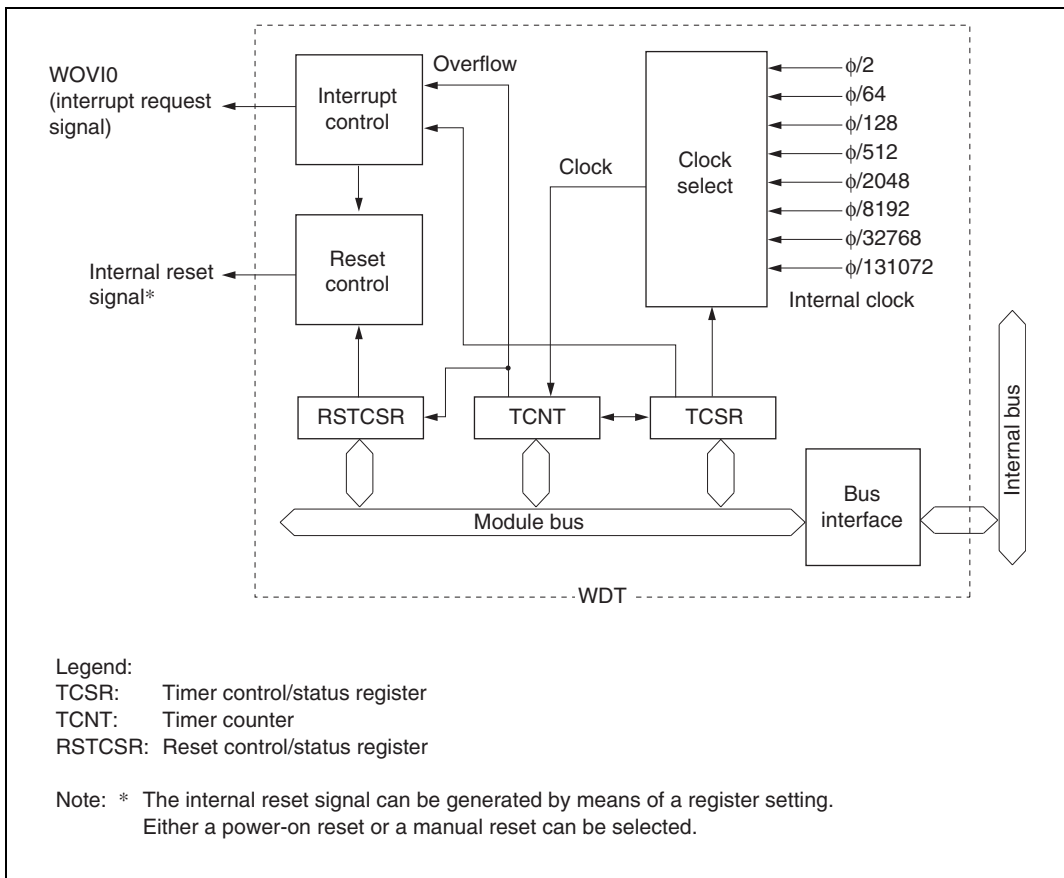 WOVI0
(interrupt request
signal)
Interrupt
control
Overflow
Clock
Clock
select
ϕ/2
ϕ/64
ϕ/128
ϕ/512
ϕ/2048
ϕ/8192
ϕ/32768
ϕ/131072
Internal clock
Internal reset
signal*
Reset
control
RSTCSR
TCNT
TCSR
Module bus
Bus
interface
Internal bus
WDT
Legend:
TCSR: Timer control/status register
TCNT: Timer counter
RSTCSR: Reset control/status register
Note: * The internal reset signal can be generated by means of a register setting.
Either a power-on reset or a manual reset can be selected.